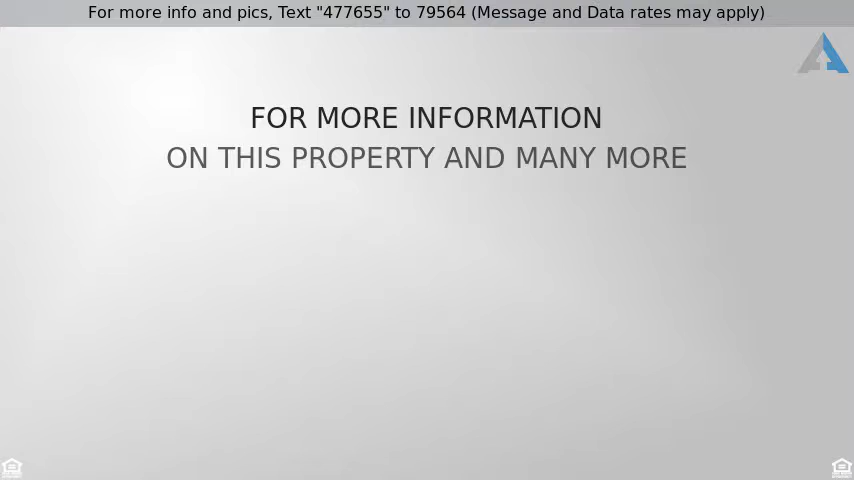 For more info and pics, Text "477655" to 79564 (Message and Data rates may apply)
FOR MORE INFORMATION
ON THIS PROPERTY AND MANY MORE